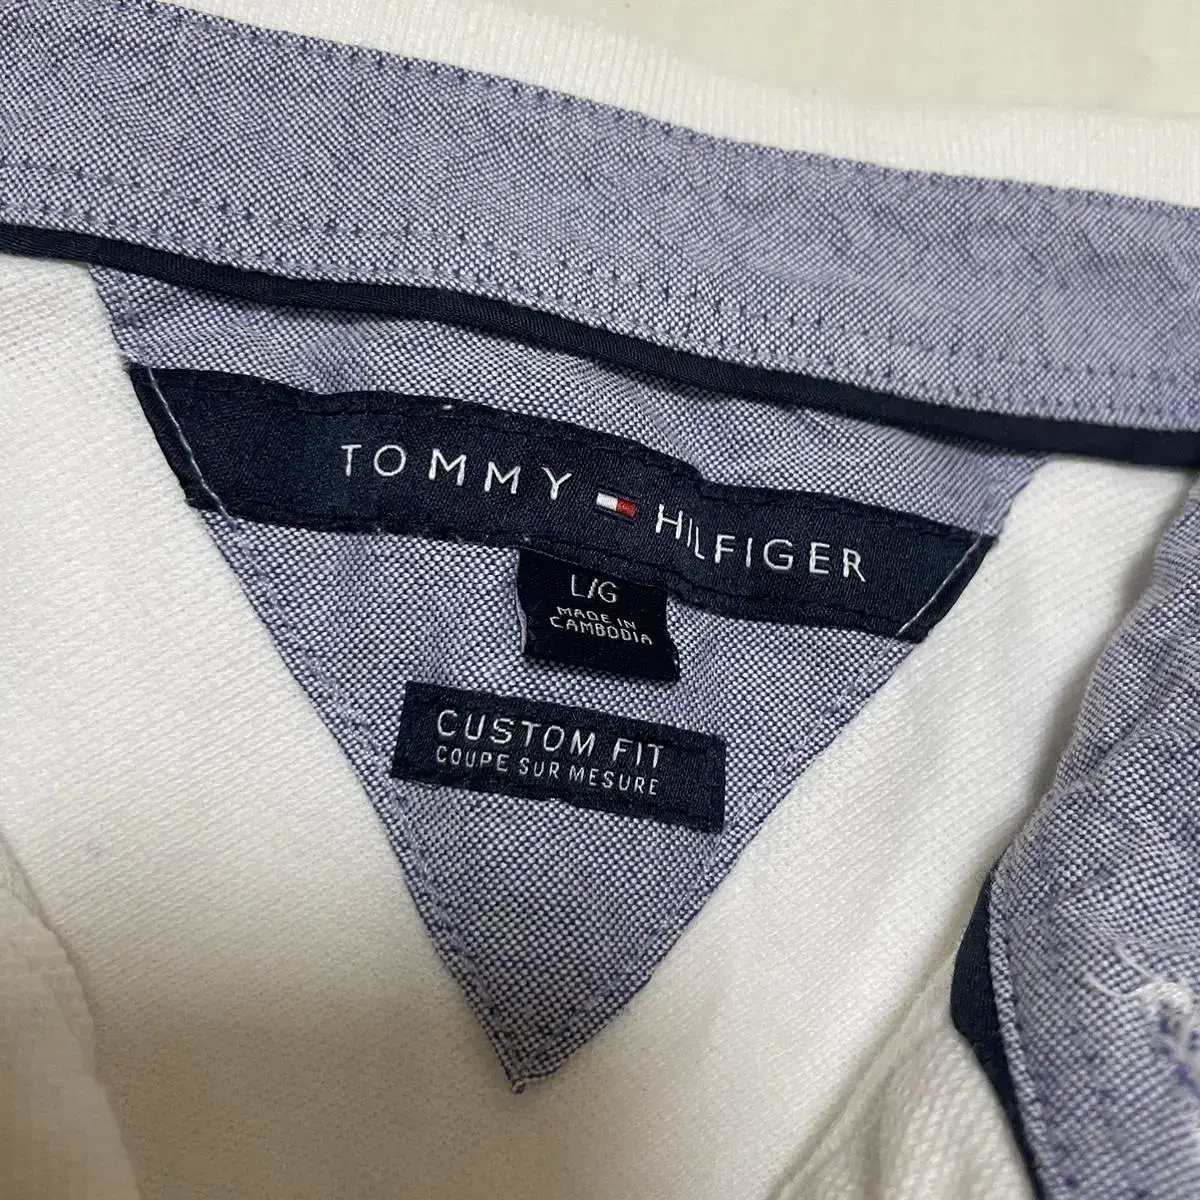 TOMMY HILFIGER
L/G
MADE IN
CAMBODIA
CUSTOM FIT
COUPE SUR MESURE